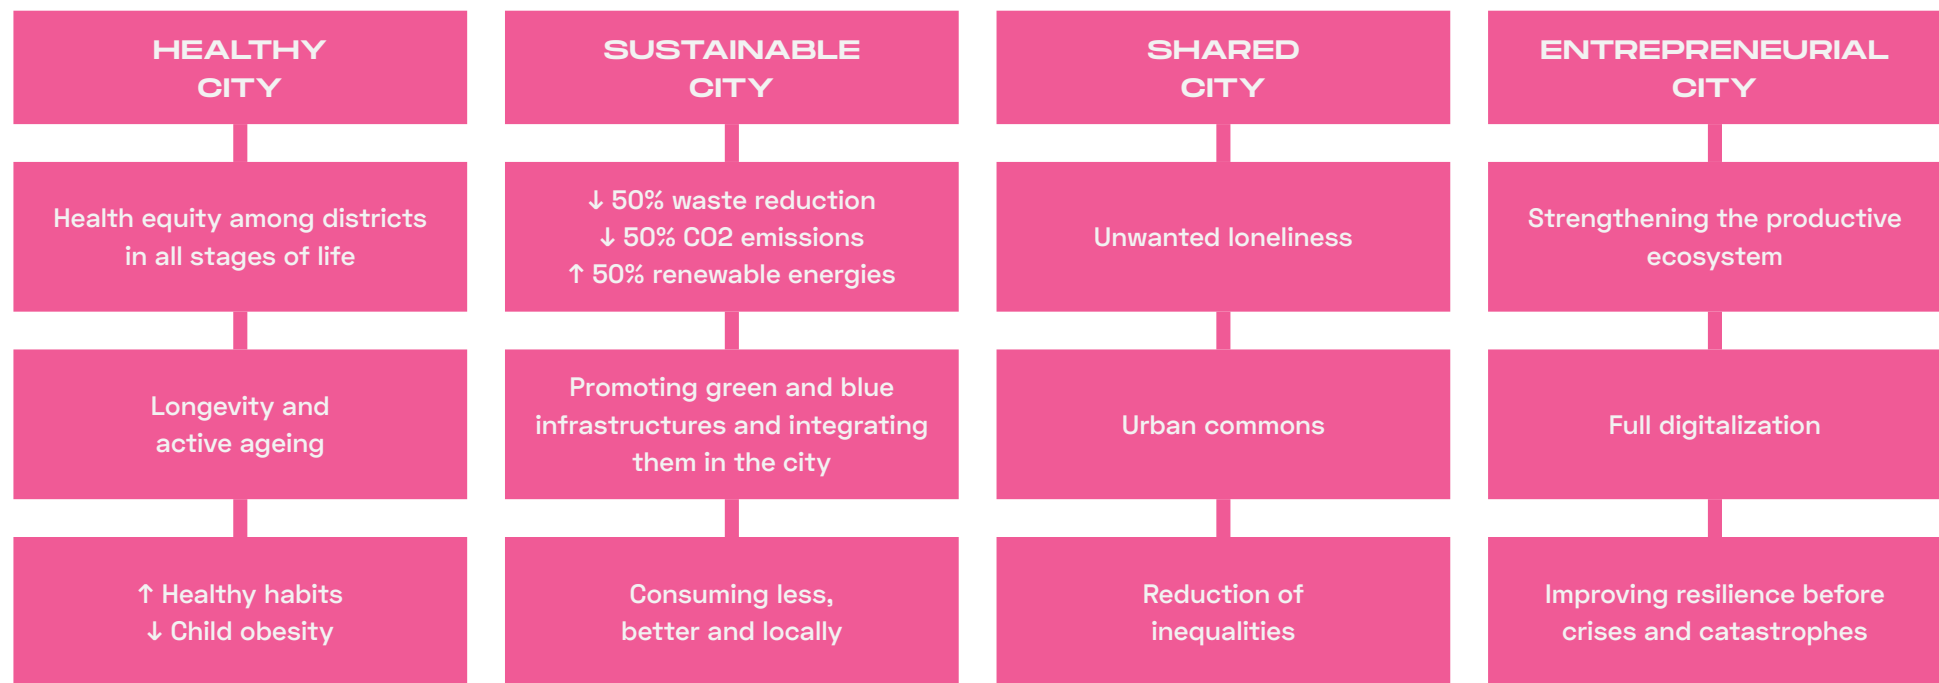 HEALTHY
CITY
Health equity among districts
in all stages of life
Longevity and
active ageing
↑ Healthy habits
↓ Child obesity
SUSTAINABLE
CITY
↓ 50% waste reduction
↓ 50% CO2 emissions
↑ 50% renewable energies
Promoting green and blue
infrastructures and integrating
them in the city
Consuming less,
better and locally
SHARED
CITY
Unwanted loneliness
Urban commons
Reduction of
inequalities
ENTREPRENEURIAL
CITY
Strengthening the productive
ecosystem
Full digitalization
Improving resilience before
crises and catastrophes